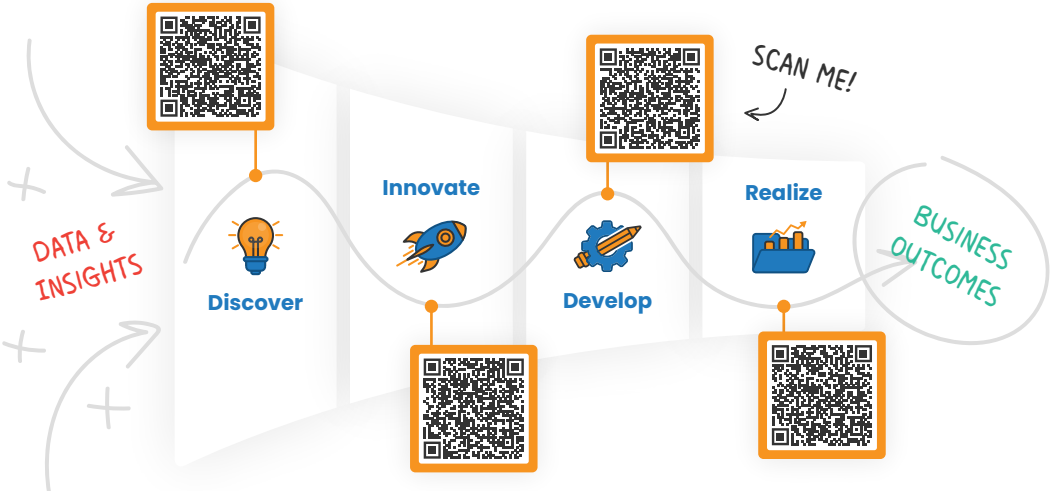 SCAN ME!
Innovate
Realize
DATA &
INSIGHTS
BUSINESS
OUTCOMES
Discover
Develop